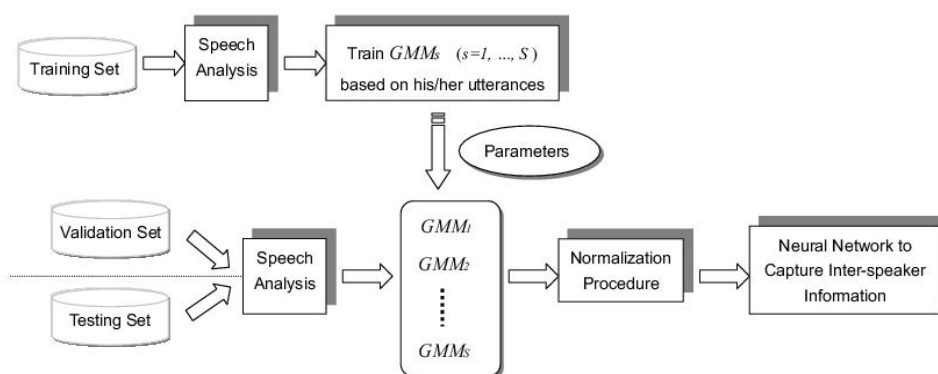 Training Set
Speech
Analysis
Train GMMs (s=1, ..., S)
based on his/her utterances
Parameters
Validation Set
Testing Set
Speech
Analysis
GMM1
GMM2
GMMS
Normalization
Procedure
Neural Network to
Capture Inter-speaker
Information